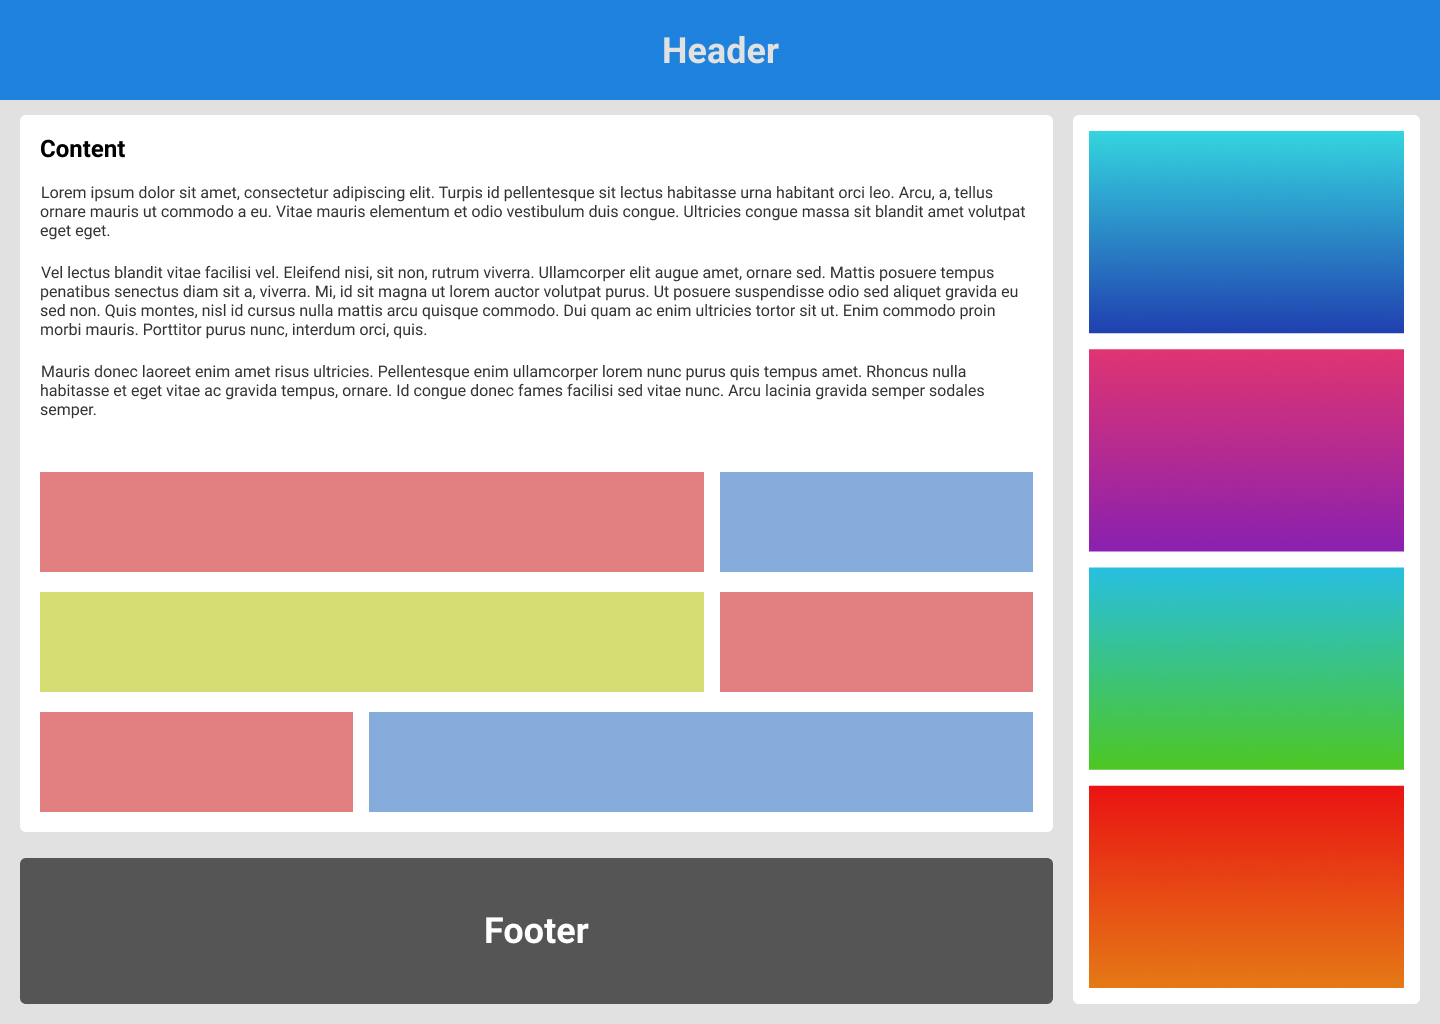 Header
Content
Lorem ipsum dolor sit amet, consectetur adipiscing elit. Turpis id pellentesque sit lectus habitasse urna habitant orci leo. Arcu, a, tellus
ornare mauris ut commodo a eu. Vitae mauris elementum et odio vestibulum duis congue. Ultricies congue massa sit blandit amet volutpat
eget eget.
Vel lectus blandit vitae facilisi vel. Eleifend nisi, sit non, rutrum viverra. Ullamcorper elit augue amet, ornare sed. Mattis posuere tempus
penatibus senectus diam sit a, viverra. Mi, id sit magna ut lorem auctor volutpat purus. Ut posuere suspendisse odio sed aliquet gravida eu
sed non. Quis montes, nisl id cursus nulla mattis arcu quisque commodo. Dui quam ac enim ultricies tortor sit ut. Enim commodo proin
morbi mauris. Porttitor purus nunc, interdum orci, quis.
Mauris donec laoreet enim amet risus ultricies. Pellentesque enim ullamcorper lorem nunc purus quis tempus amet. Rhoncus nulla
habitasse et eget vitae ac gravida tempus, ornare. Id congue donec fames facilisi sed vitae nunc. Arcu lacinia gravida semper sodales
semper.
Footer